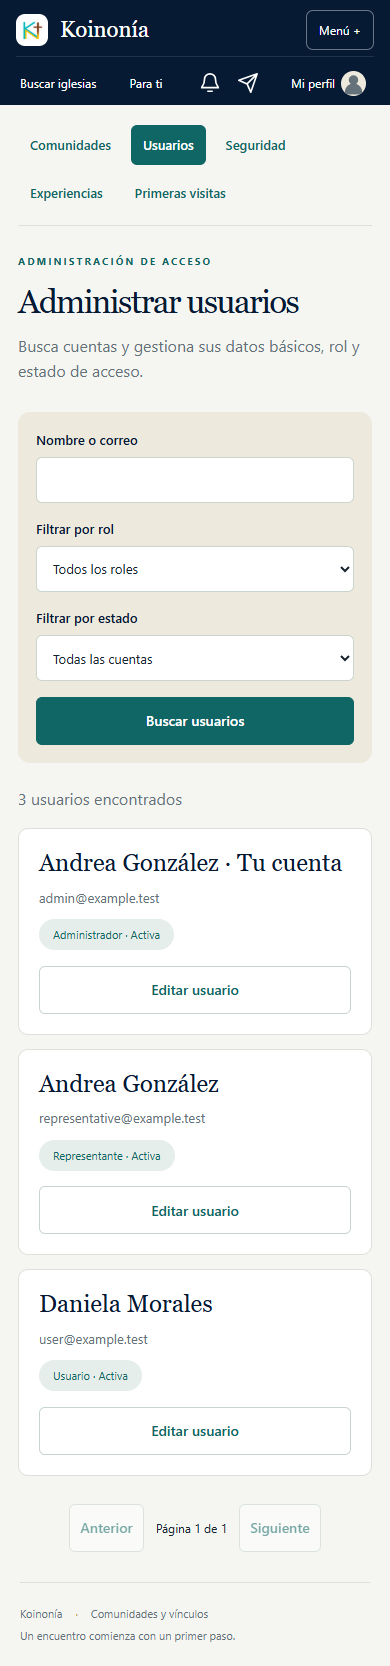 Koinonía
Menú +
Buscar iglesias
Para ti
Mi perfil
Comunidades
Usuarios
Seguridad
Experiencias
Primeras visitas
ADMINISTRACIÓN DE ACCESO
Administrar usuarios
Busca cuentas y gestiona sus datos básicos, rol y
estado de acceso.
Nombre o correo
Filtrar por rol
Todos los roles
Filtrar por estado
Todas las cuentas
Buscar usuarios
3 usuarios encontrados
Andrea González · Tu cuenta
admin@example.test
Administrador · Activa
Editar usuario
Andrea González
representative@example.test
Representante · Activa
Editar usuario
Daniela Morales
user@example.test
Usuario · Activa
Editar usuario
Anterior
Página 1 de 1
Siguiente
Koinonía · Comunidades y vínculos
Un encuentro comienza con un primer paso.